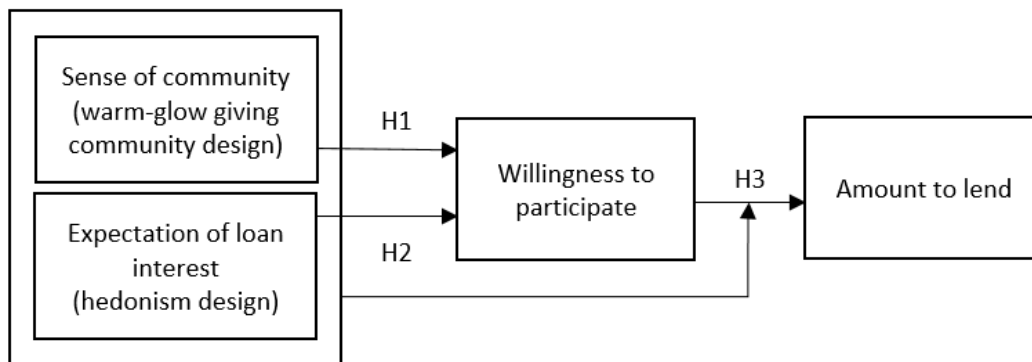 Sense of community
(warm-glow giving
community design)
Expectation of loan
interest
(hedonism design)
H1
H2
Willingness to
participate
H3
Amount to lend